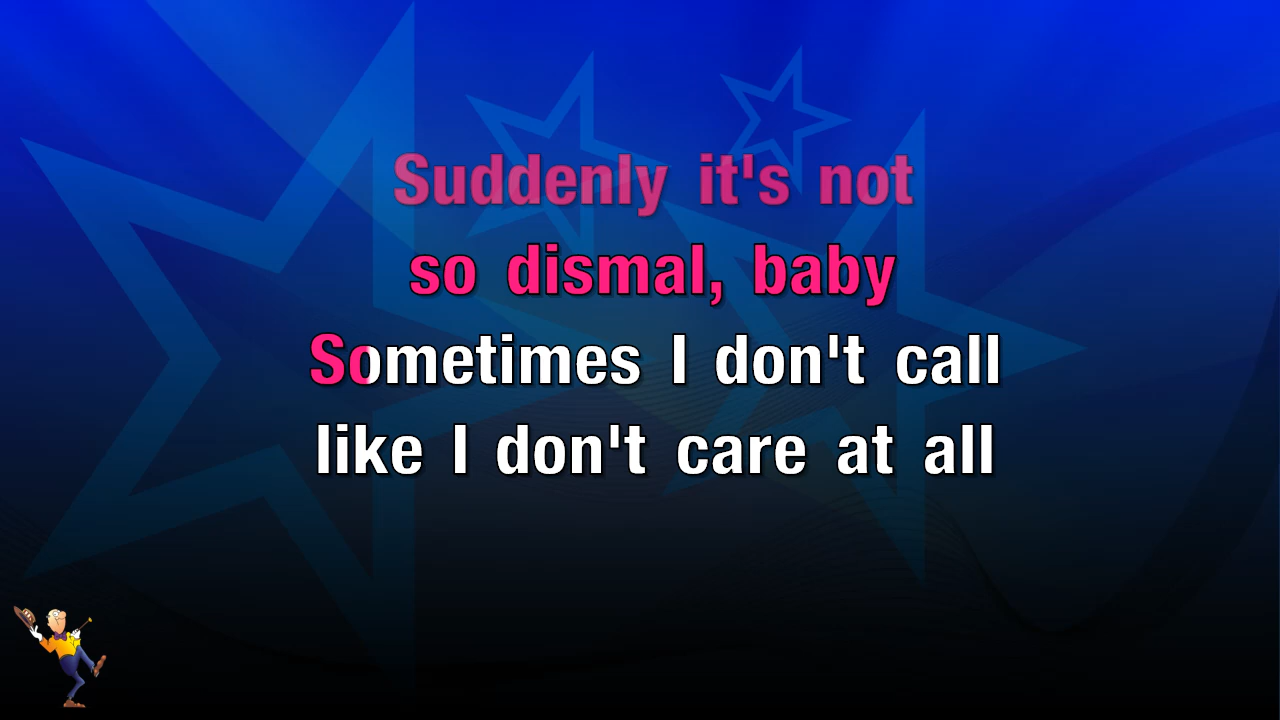 Suddenly it's not
so dismal, baby
Sometimes I don't call
like I don't care at all